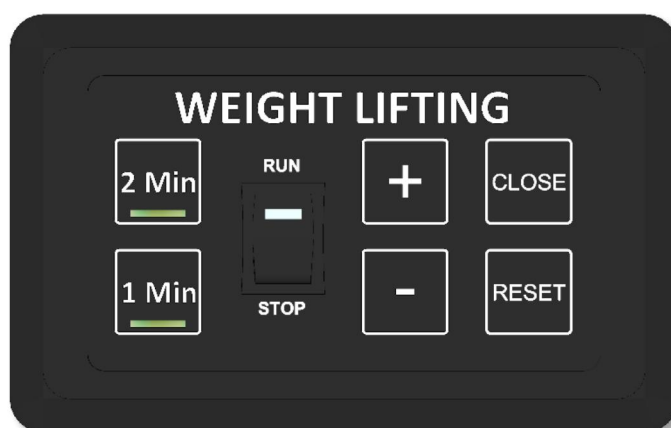 WEIGHT LIFTING
2 Min
RUN
+
CLOSE
1 Min
STOP
-
RESET